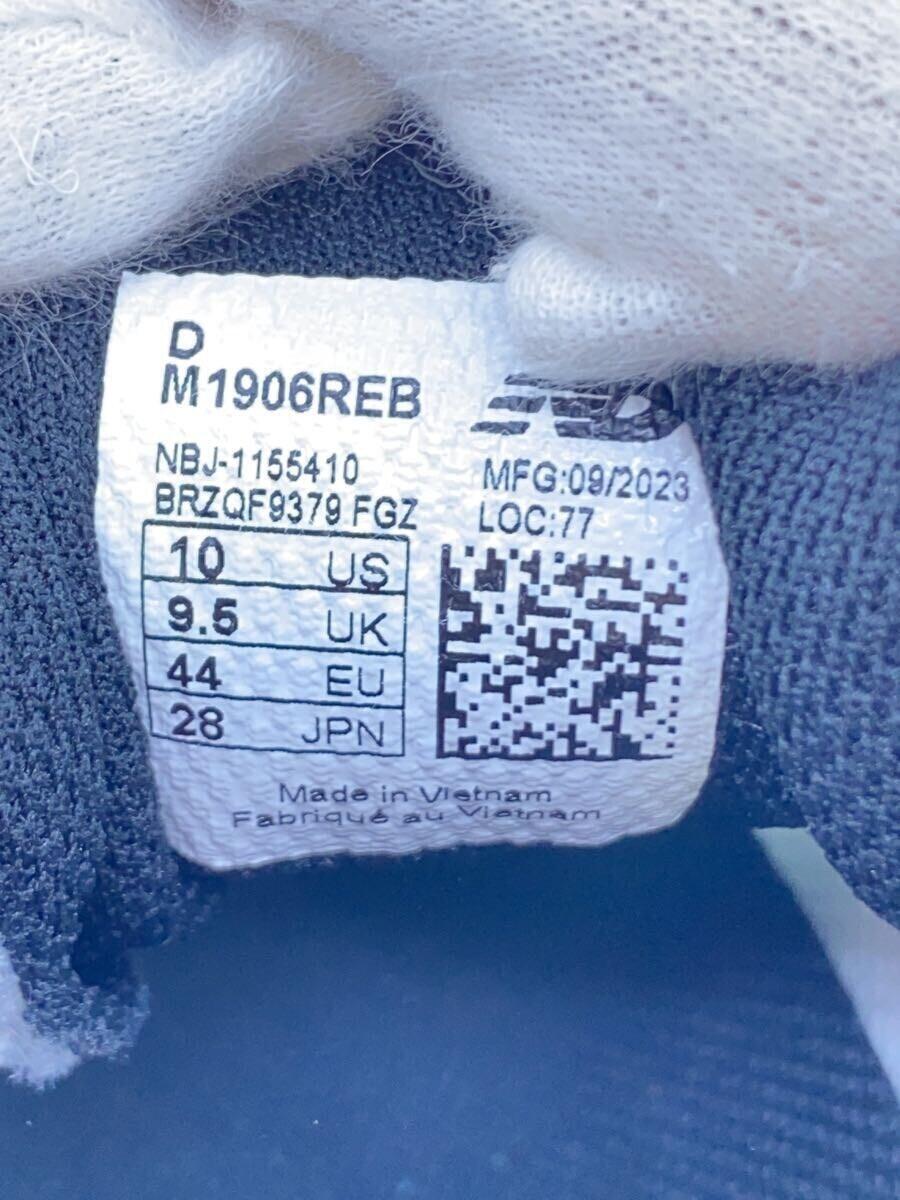 D
M1906REB
NBJ-1155410
BRZQF9379 FGZ
MFG:09/2023
LOC:77
10 US
9.5 UK
44 EU
28 JPN
Made in Vietnam
Fabriqué au Vietnam